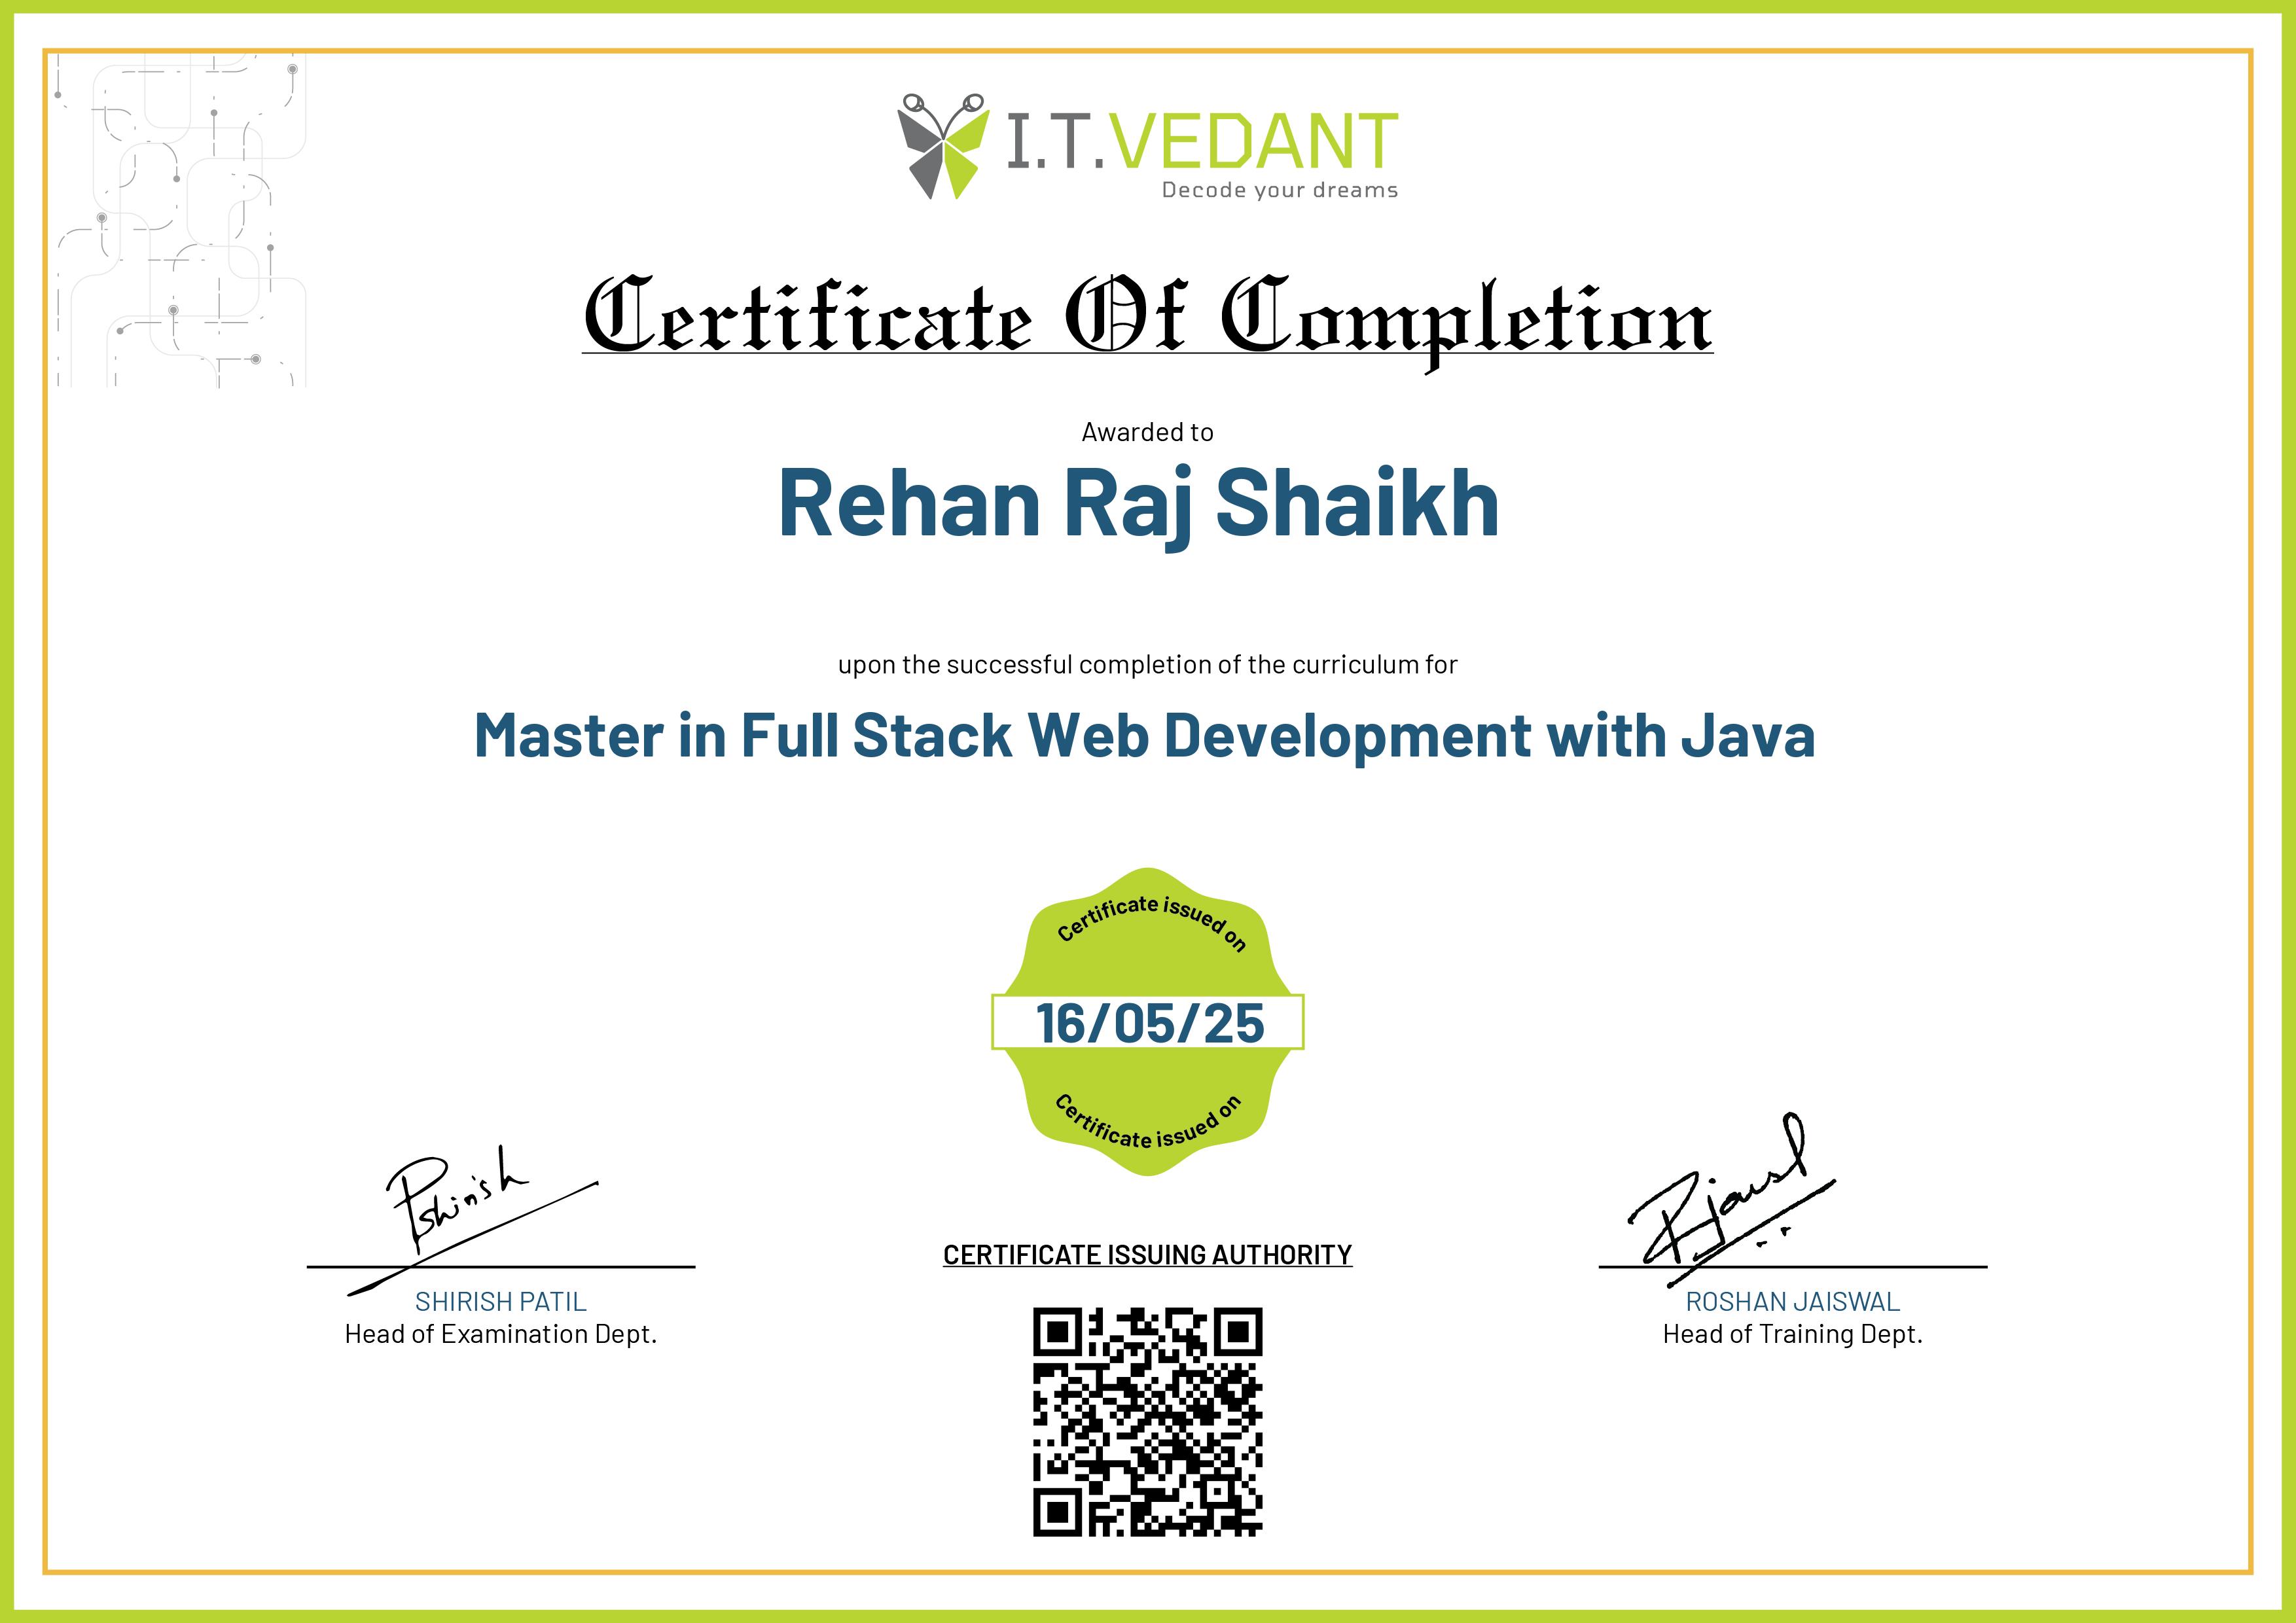 I.T.VEDANT
Decode your dreams
Certificate Of Completion
Awarded to
Rehan Raj Shaikh
upon the successful completion of the curriculum for
Master in Full Stack Web Development with Java
Certificate issued on
16/05/25
Certificate issued on
Pshirish
Rjaiswal
CERTIFICATE ISSUING AUTHORITY
SHIRISH PATIL
Head of Examination Dept.
ROSHAN JAISWAL
Head of Training Dept.